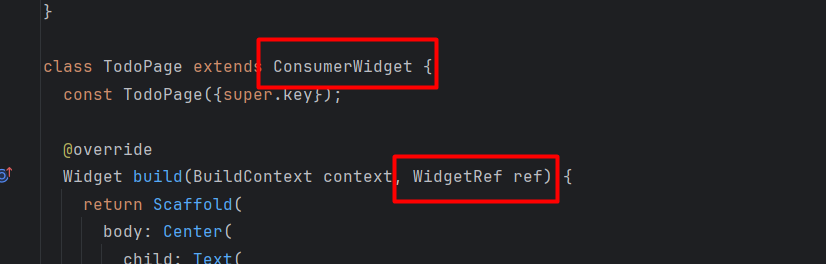 }
class TodoPage extends ConsumerWidget {
const TodoPage({super.key});
@override
Widget build(BuildContext context, WidgetRef ref) {
return Scaffold(
body: Center(
child: Text(